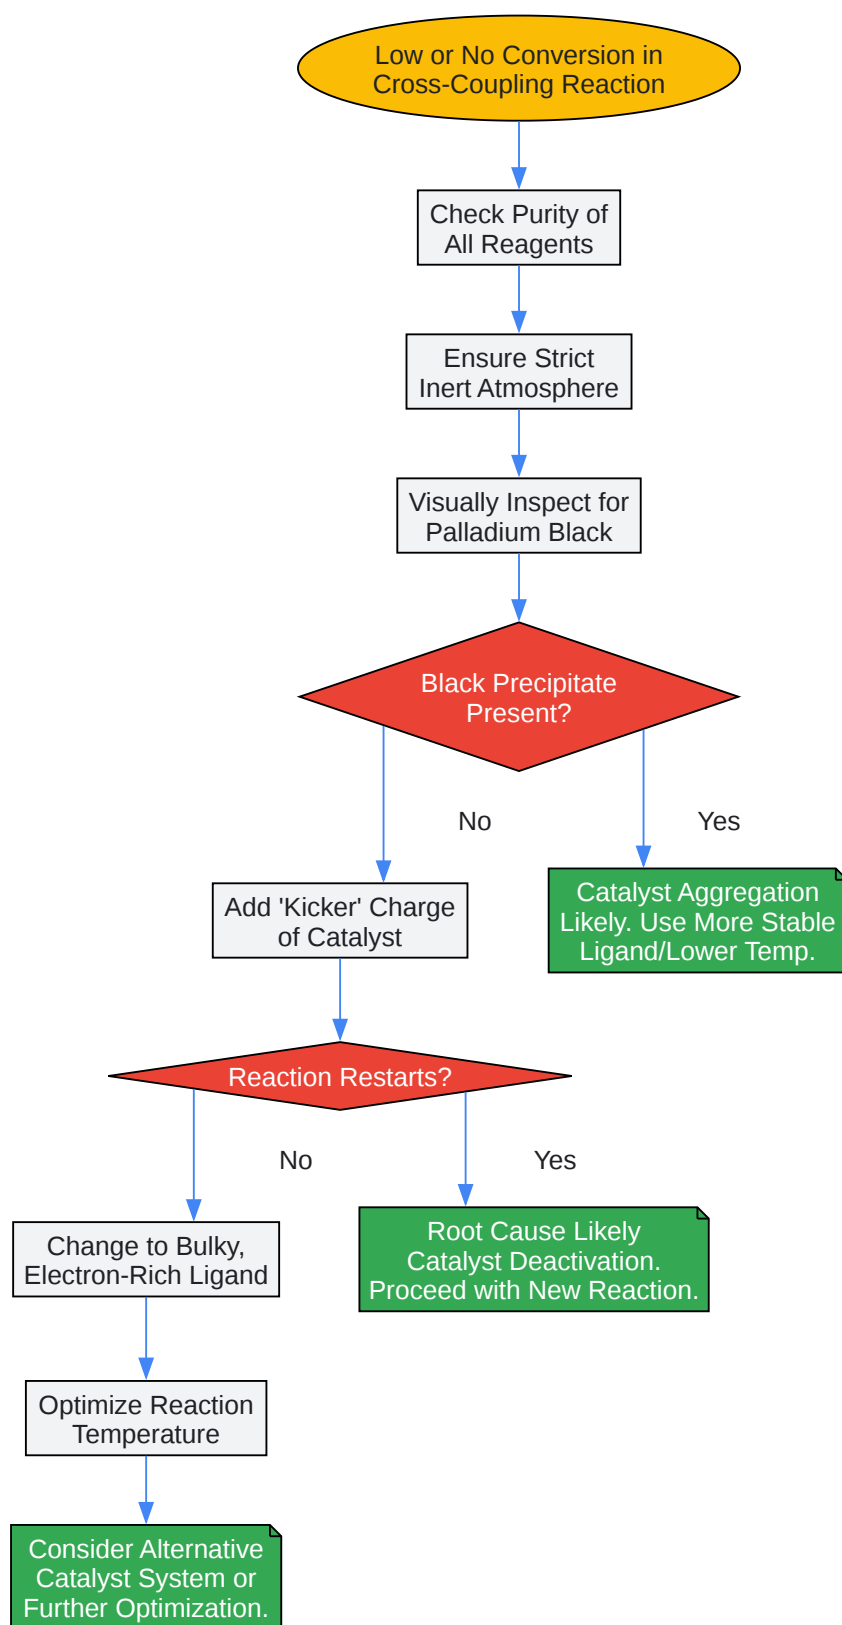 Low or No Conversion in
Cross-Coupling Reaction
Check Purity of
All Reagents
Ensure Strict
Inert Atmosphere
Visually Inspect for
Palladium Black
Black Precipitate
Present?
No
Yes
Add 'Kicker' Charge
of Catalyst
Catalyst Aggregation
Likely. Use More Stable
Ligand/Lower Temp.
Reaction Restarts?
No
Yes
Change to Bulky,
Electron-Rich Ligand
Root Cause Likely
Catalyst Deactivation.
Proceed with New Reaction.
Optimize Reaction
Temperature
Consider Alternative
Catalyst System or
Further Optimization.